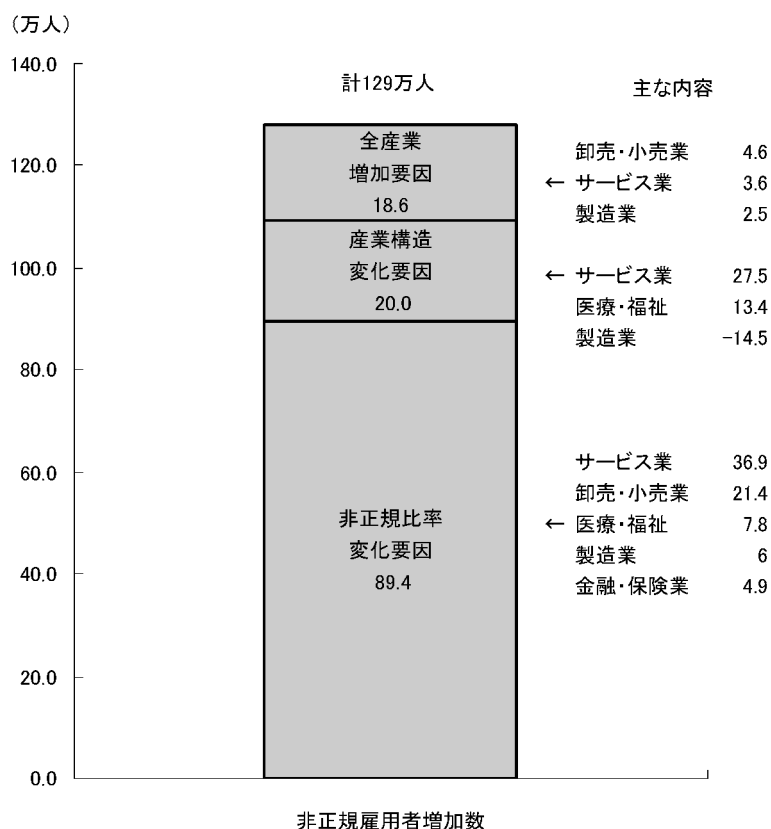 (万人)
140.0
120.0
100.0
80.0
60.0
40.0
20.0
0.0
計129万人
全産業
増加要因
18.6
産業構造
変化要因
20.0
非正規比率
変化要因
89.4
非正規雇用者増加数
主な内容
卸売・小売業 4.6
← サービス業 3.6
製造業 2.5
← サービス業 27.5
医療・福祉 13.4
製造業 -14.5
サービス業 36.9
卸売・小売業 21.4
← 医療・福祉 7.8
製造業 6
金融・保険業 4.9